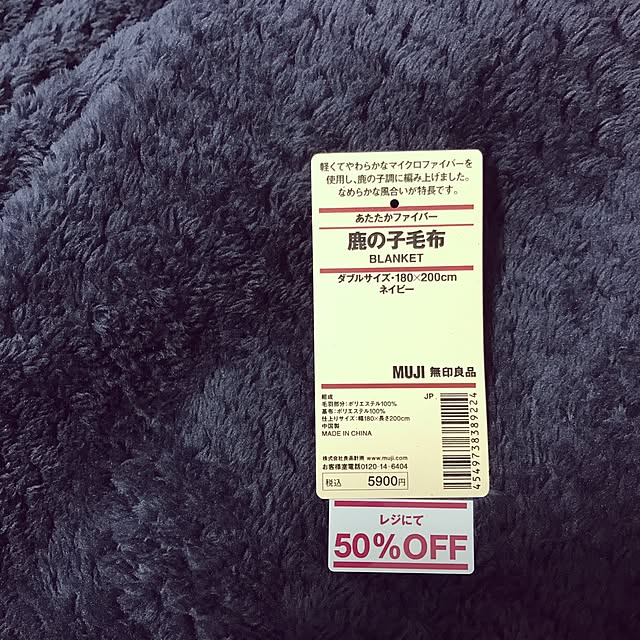 軽くてやわらかなマイクロファイバーを
使用し、鹿の子調に編み上げました。
なめらかな風合いが特長です。
あたたかファイバー
鹿の子毛布
BLANKET
ダブルサイズ・180×200cm
ネイビー
MUJI 無印良品
組成
毛羽部分:ポリエステル100%
基布:ポリエステル100%
仕上りサイズ:幅180×長さ200cm
中国製
MADE IN CHINA
JP
4549738389224
株式会社良品計画 www.muji.com
お客様室電話0120-14-6404
税込 5900円
レジにて
50%OFF